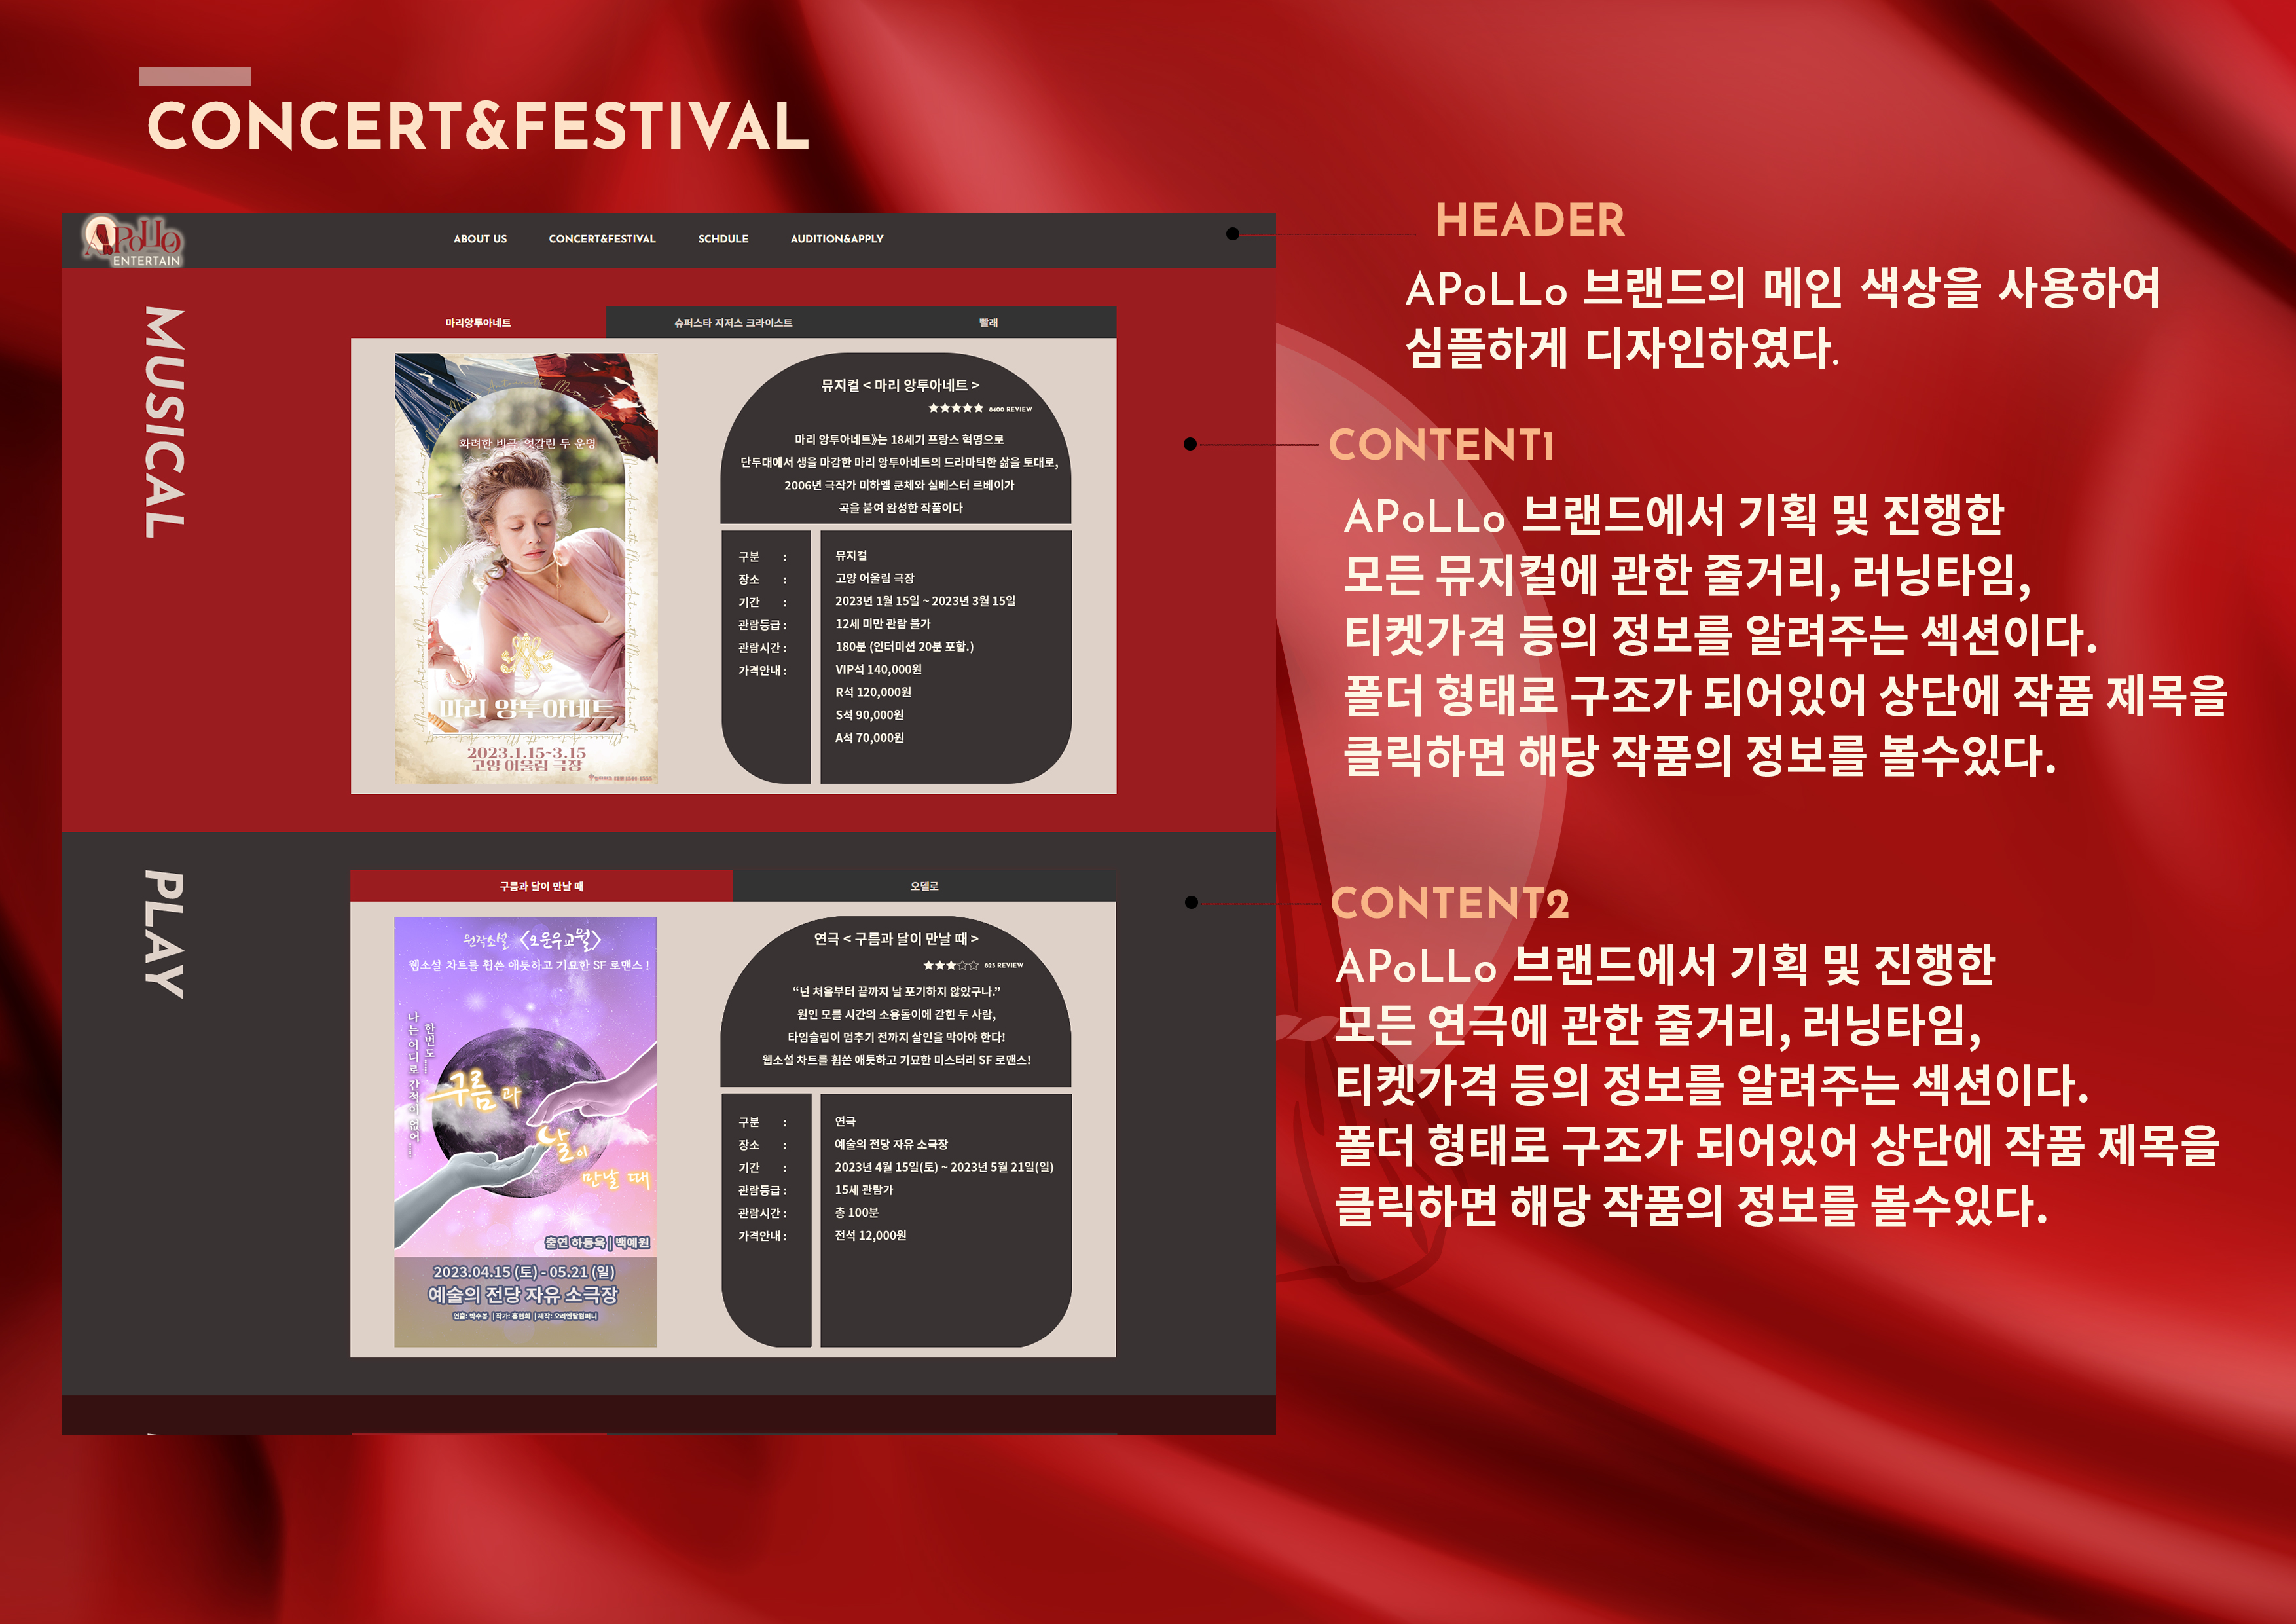 CONCERT&FESTIVAL
APoLLo
ENTERTAIN
ABOUT US
CONCERT&FESTIVAL
SCHDULE
AUDITION&APPLY
MUSICAL
마리앙투아네트
슈퍼스타 지저스 크라이스트
빨래
화려한 비극, 엇갈린 두 운명
마리 앙투아네트
2023.1.15~3.15
고양 어울림 극장
뮤지컬 < 마리 앙투아네트 >
★★★★★ 8400 REVIEW
마리 앙투아네트》는 18세기 프랑스 혁명으로
단두대에서 생을 마감한 마리 앙투아네트의 드라마틱한 삶을 토대로,
2006년 극작가 미하엘 쿤체와 실베스터 르베이가
곡을 붙여 완성한 작품이다
구분 : 뮤지컬
장소 : 고양 어울림 극장
기간 : 2023년 1월 15일 ~ 2023년 3월 15일
관람등급 : 12세 미만 관람 불가
관람시간 : 180분 (인터미션 20분 포함.)
가격안내 : VIP석 140,000원
R석 120,000원
S석 90,000원
A석 70,000원
PLAY
구름과 달이 만날 때
오델로
원작소설 <오운우고월>
웹소설 차트를 휩쓴 애틋하고 기묘한 SF 로맨스 !
한번도......
나는 어디로 간적이 없어......
구름과
날이
만날 때
출연 하동욱 | 백예원
2023.04.15 (토) - 05.21 (일)
예술의 전당 자유 소극장
연극 < 구름과 달이 만날 때 >
★★★☆☆ 825 REVIEW
“넌 처음부터 끝까지 날 포기하지 않았구나.”
원인 모를 시간의 소용돌이에 갇힌 두 사람,
타임슬립이 멈추기 전까지 살인을 막아야 한다!
웹소설 차트를 휩쓴 애틋하고 기묘한 미스터리 SF 로맨스!
구분 : 연극
장소 : 예술의 전당 자유 소극장
기간 : 2023년 4월 15일(토) ~ 2023년 5월 21일(일)
관람등급 : 15세 관람가
관람시간 : 총 100분
가격안내 : 전석 12,000원
HEADER
APoLLo 브랜드의 메인 색상을 사용하여
심플하게 디자인하였다.
CONTENT1
APoLLo 브랜드에서 기획 및 진행한
모든 뮤지컬에 관한 줄거리, 러닝타임,
티켓가격 등의 정보를 알려주는 섹션이다.
폴더 형태로 구조가 되어있어 상단에 작품 제목을
클릭하면 해당 작품의 정보를 볼수있다.
CONTENT2
APoLLo 브랜드에서 기획 및 진행한
모든 연극에 관한 줄거리, 러닝타임,
티켓가격 등의 정보를 알려주는 섹션이다.
폴더 형태로 구조가 되어있어 상단에 작품 제목을
클릭하면 해당 작품의 정보를 볼수있다.